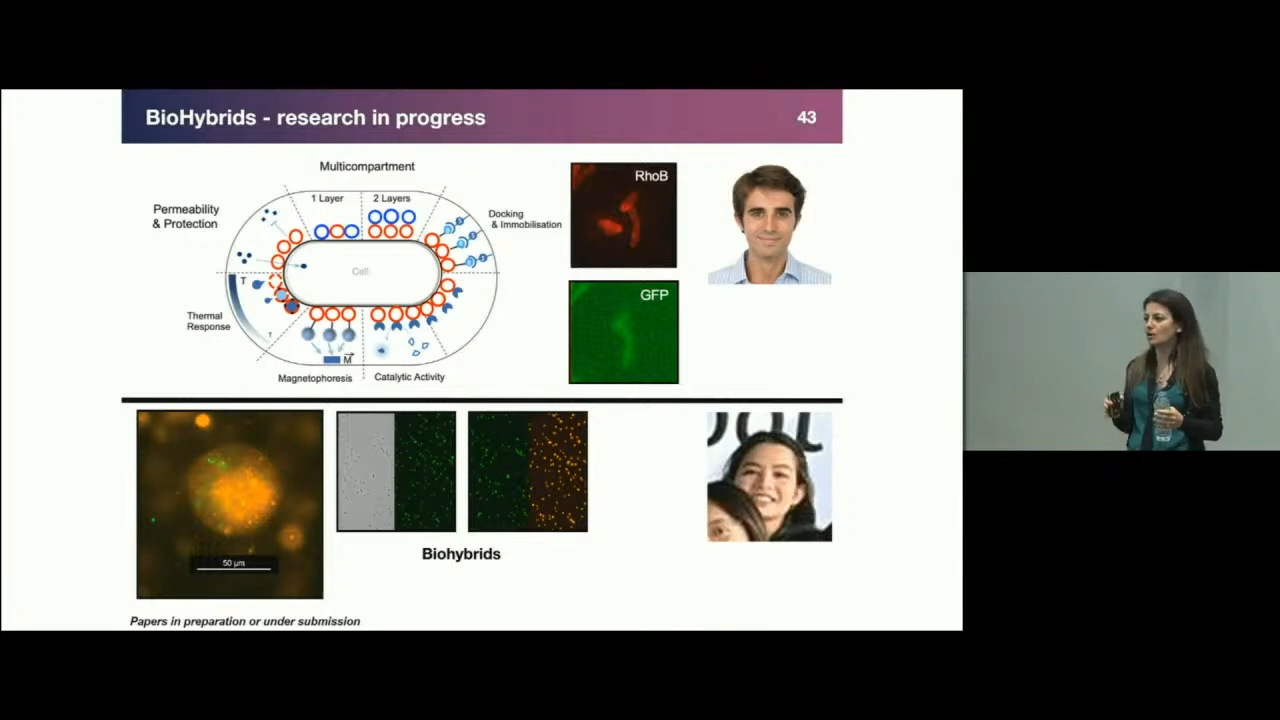 BioHybrids - research in progress
43
Multicompartment
1 Layer
2 Layers
Permeability
& Protection
Docking
& Immobilisation
Cell
T
Thermal
Response
T
M
Magnetophoresis
Catalytic Activity
RhoB
GFP
50 µm
Biohybrids
Papers in preparation or under submission